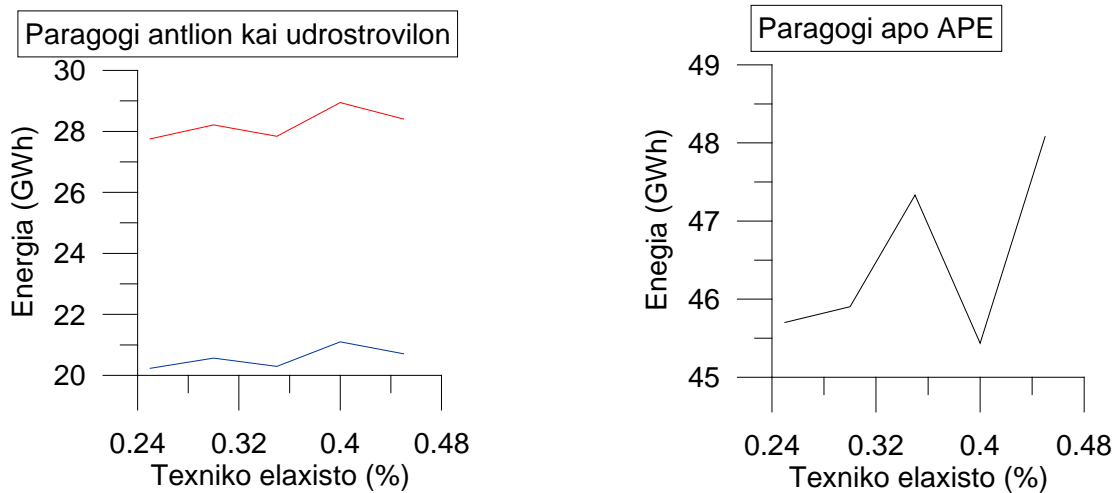 Paragogi antlion kai udrostrovilon
30
28
26
24
22
20
Energia (GWh)
0.24 0.32 0.4 0.48
Texniko elaxisto (%)
Paragogi apo APE
49
48
47
46
45
Enegia (GWh)
0.24 0.32 0.4 0.48
Texniko elaxisto (%)